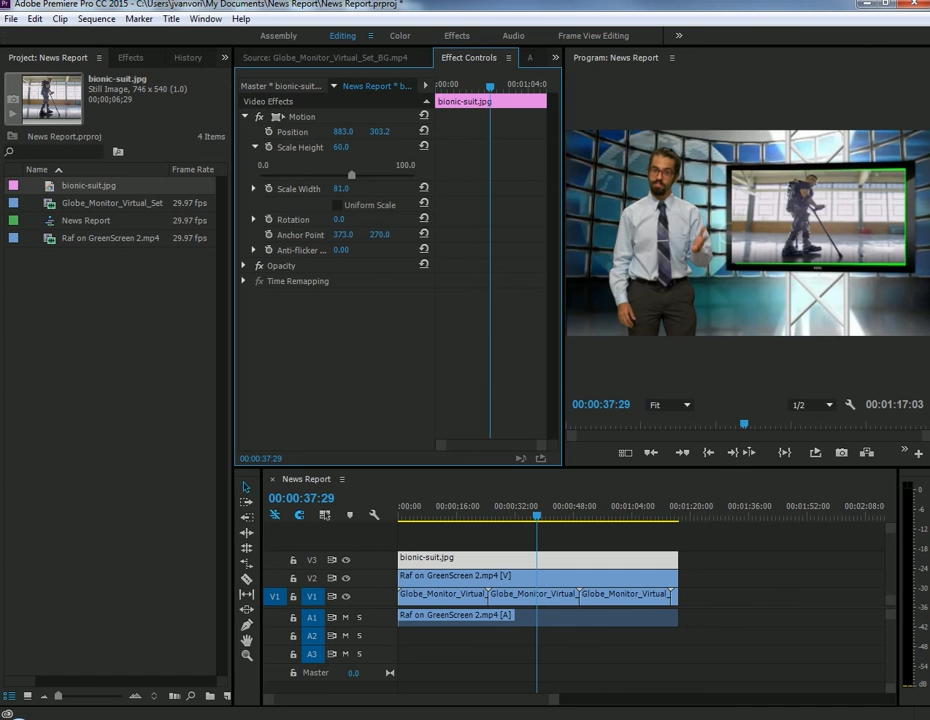 Adobe Premiere Pro CC 2015 - C:\Users\jvanvori\My Documents\News Report\News Report.prproj *
File Edit Clip Sequence Marker Title Window Help
Assembly Editing Color Effects Audio Frame View Editing
Project: News Report Effects History
bionic-suit.jpg
Still Image, 746 x 540 (1.0)
00;00;06;29
News Report.prproj 4 Items
Name Frame Rate
bionic-suit.jpg
Globe_Monitor_Virtual_Set 29.97 fps
News Report 29.97 fps
Raf on GreenScreen 2.mp4 29.97 fps
Source: Globe_Monitor_Virtual_Set_BG.mp4 Effect Controls A
Master * bionic-suit... News Report * b... :00:00 00:01:04:0
Video Effects bionic-suit.jpg
fx Motion
Position 883.0 303.2
Scale Height 60.0
0.0 100.0
Scale Width 81.0
Uniform Scale
Rotation 0.0
Anchor Point 373.0 270.0
Anti-flicker ... 0.00
fx Opacity
fx Time Remapping
00:00:37:29
Program: News Report
00:00:37:29 Fit 1/2 00:01:17:03
× News Report
00:00:37:29
:00:00 00:00:16:00 00:00:32:00 00:00:48:00 00:01:04:00 00:01:20:00 00:01:36:00 00:01:52:00 00:02:08:0
V3 bionic-suit.jpg
V2 Raf on GreenScreen 2.mp4 [V]
V1 V1 Globe_Monitor_Virtual Globe_Monitor_Virtual Globe_Monitor_Virtual
A1 M S Raf on GreenScreen 2.mp4 [A]
A2 M S
A3 M S
Master 0.0
0